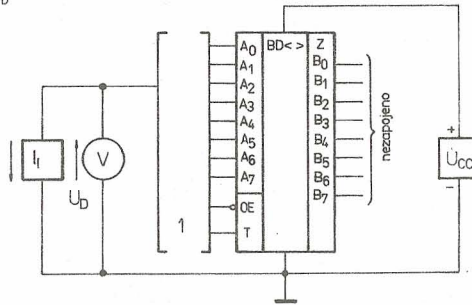 D
A0 BD<> Z
A1 B0
A2 B1
A3 B2
A4 B3
A5 B4
A6 B5
A7 B6
B7
OE
T
1
nezapojeno
II
V
UD
+
UCC
−